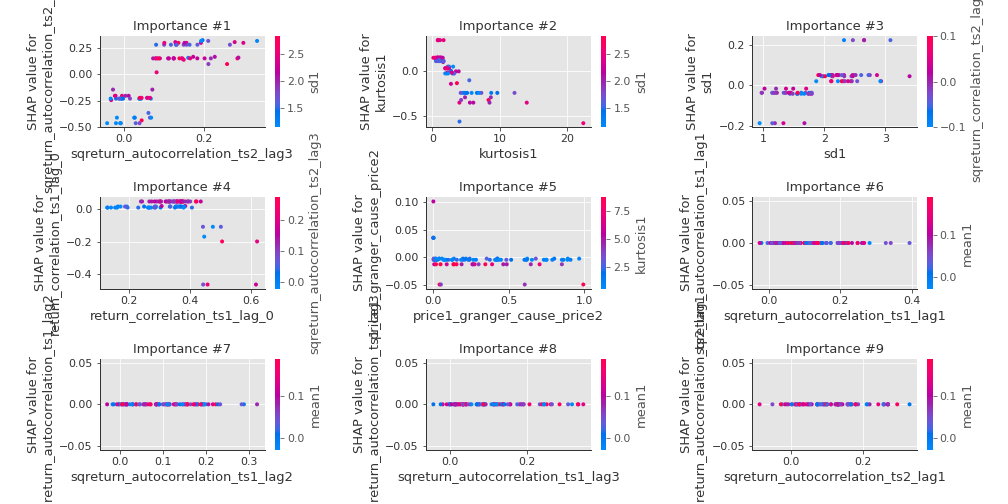 Importance #1
Importance #2
Importance #3
SHAP value for
sqreturn_autocorrelation_ts2_lag3
0.25
0.00
−0.25
−0.50
0.0
0.2
sqreturn_autocorrelation_ts2_lag3
2.5
2.0
1.5
sd1
SHAP value for
kurtosis1
0.0
−0.5
0
10
20
kurtosis1
2.5
2.0
1.5
sd1
SHAP value for
sd1
0.2
0.0
−0.2
1
2
3
sd1
0.1
0.0
−0.1
Importance #4
Importance #5
Importance #6
SHAP value for
return_correlation_ts1_lag_0
0.0
−0.2
−0.4
0.2
0.4
0.6
return_correlation_ts1_lag_0
0.2
0.1
0.0
sqreturn_autocorrelation_ts2_lag3
SHAP value for
price1_granger_cause_price2
0.10
0.05
0.00
−0.05
0.0
0.5
1.0
price1_granger_cause_price2
7.5
5.0
2.5
kurtosis1
SHAP value for
sqreturn_autocorrelation_ts1_lag1
0.05
0.00
−0.05
0.0
0.2
0.4
sqreturn_autocorrelation_ts1_lag1
0.1
0.0
mean1
Importance #7
Importance #8
Importance #9
SHAP value for
sqreturn_autocorrelation_ts1_lag2
0.05
0.00
−0.05
0.0
0.1
0.2
0.3
sqreturn_autocorrelation_ts1_lag2
0.1
0.0
mean1
SHAP value for
sqreturn_autocorrelation_ts1_lag3
0.05
0.00
−0.05
0.0
0.2
sqreturn_autocorrelation_ts1_lag3
0.1
0.0
mean1
SHAP value for
sqreturn_autocorrelation_ts2_lag1
0.05
0.00
−0.05
0.0
0.2
sqreturn_autocorrelation_ts2_lag1
0.1
0.0
mean1